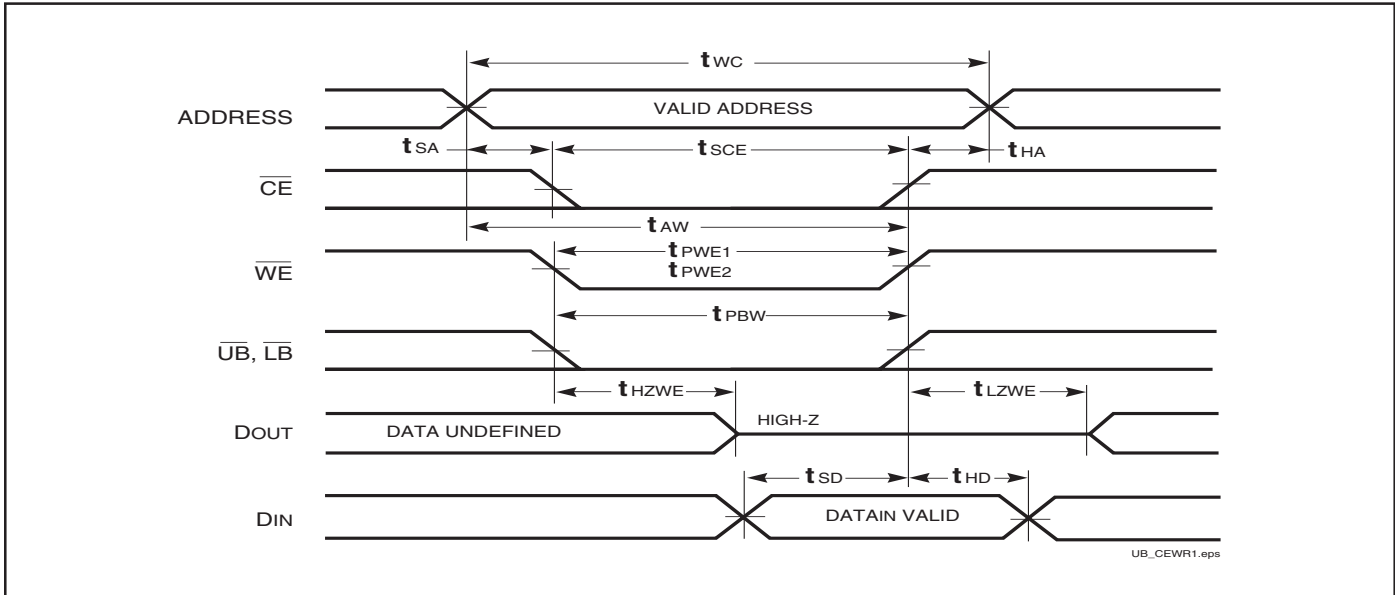 tWC
ADDRESS
VALID ADDRESS
tSA
tSCE
tHA
CE
tAW
tPWE1
WE
tPWE2
tPBW
UB, LB
tHZWE
tLZWE
DOUT
DATA UNDEFINED
HIGH-Z
tSD
tHD
DIN
DATAIN VALID
UB_CEWR1.eps